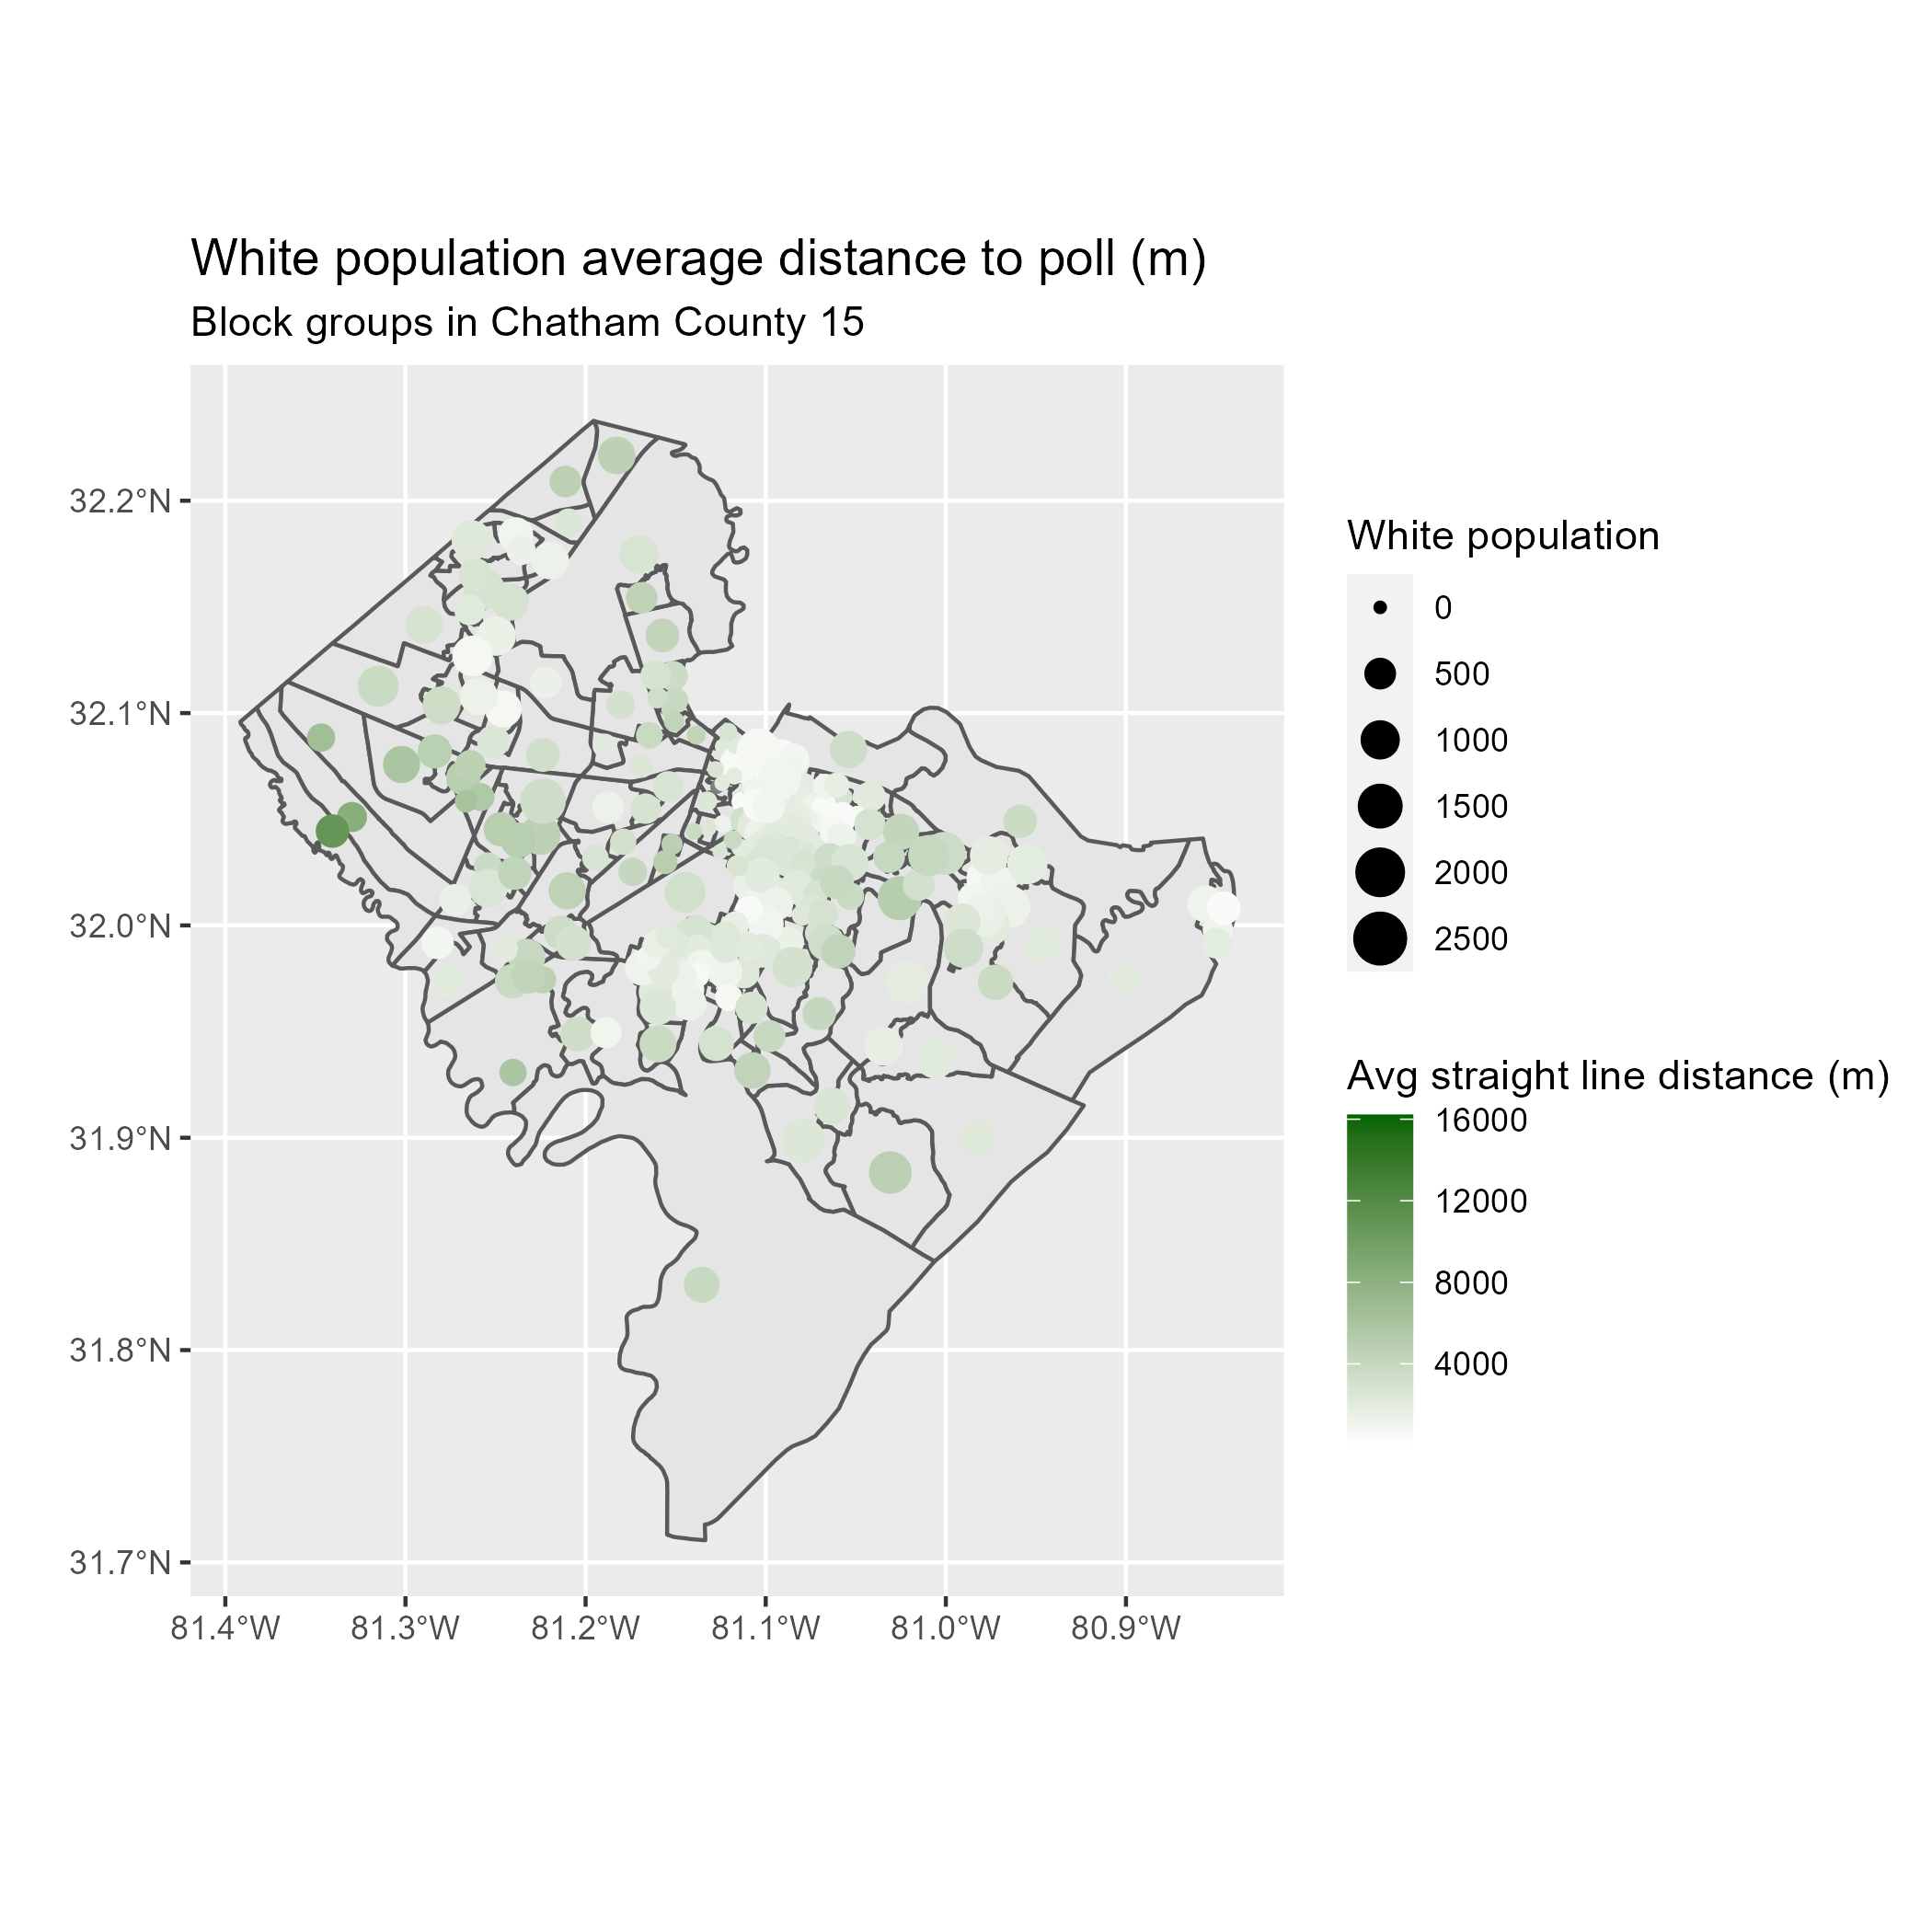 White population average distance to poll (m)
Block groups in Chatham County 15
32.2°N
32.1°N
32.0°N
31.9°N
31.8°N
31.7°N
81.4°W
81.3°W
81.2°W
81.1°W
81.0°W
80.9°W
White population
0
500
1000
1500
2000
2500
Avg straight line distance (m)
16000
12000
8000
4000